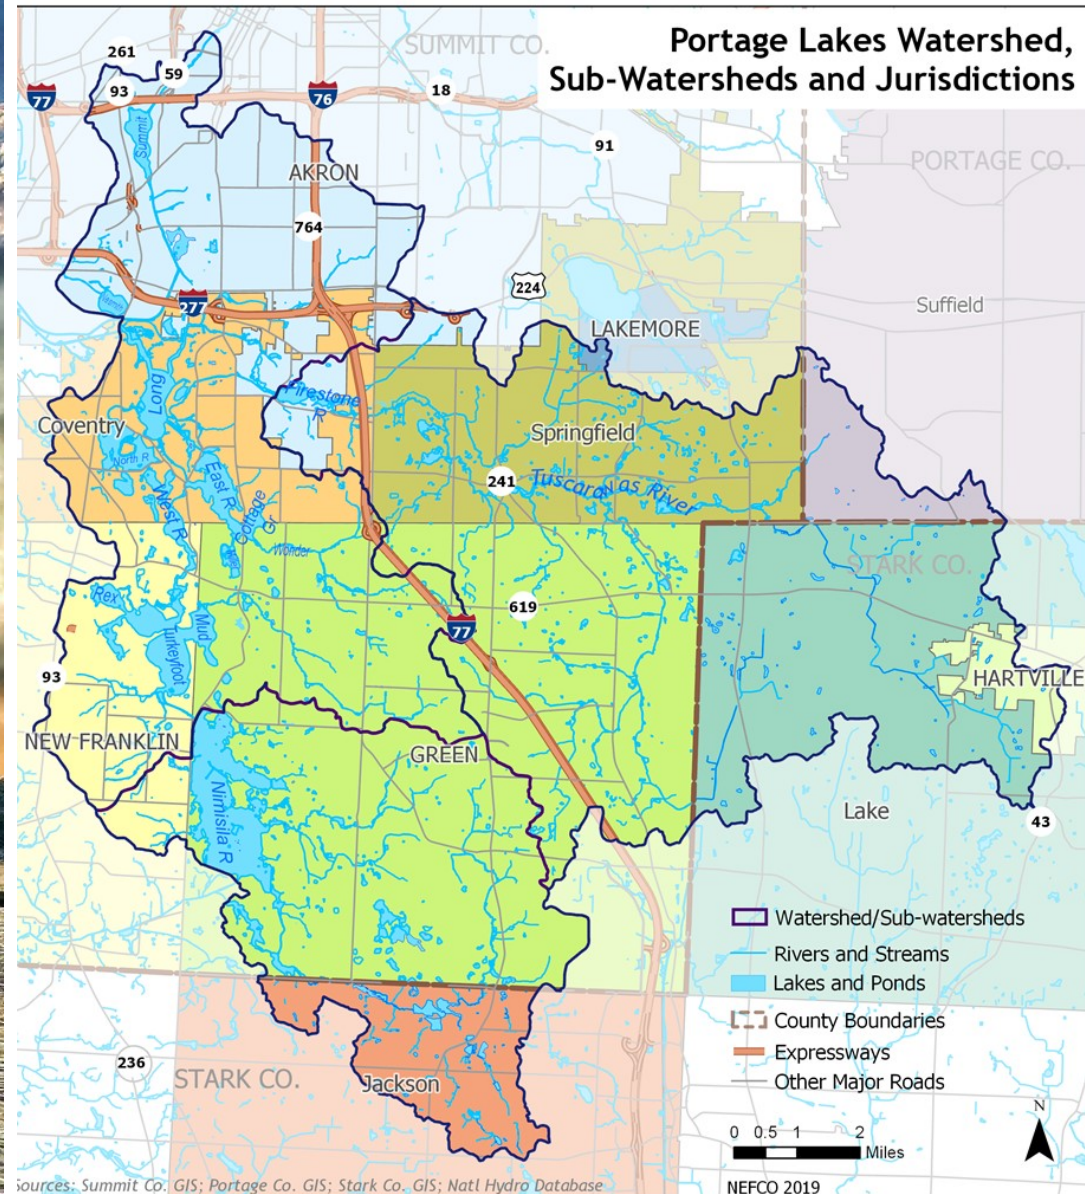 Portage Lakes Watershed,
Sub-Watersheds and Jurisdictions
SUMMIT CO.
261
59
93
77
76
18
91
PORTAGE CO.
Summit
AKRON
764
224
277
Suffield
LAKEMORE
Long
Firestone
R
Coventry
North R
Springfield
East R
241
Tuscarawas River
West R
Cottage
Gr
Wonder
STARK CO.
Rex
619
Mud
77
Turkeyfoot
93
HARTVILLE
NEW FRANKLIN
GREEN
Nimisila R
Lake
43
Watershed/Sub-watersheds
Rivers and Streams
Lakes and Ponds
County Boundaries
Expressways
Other Major Roads
236
STARK CO.
Jackson
N
0 0.5 1 2
Miles
Sources: Summit Co. GIS; Portage Co. GIS; Stark Co. GIS; Natl Hydro Database
NEFCO 2019